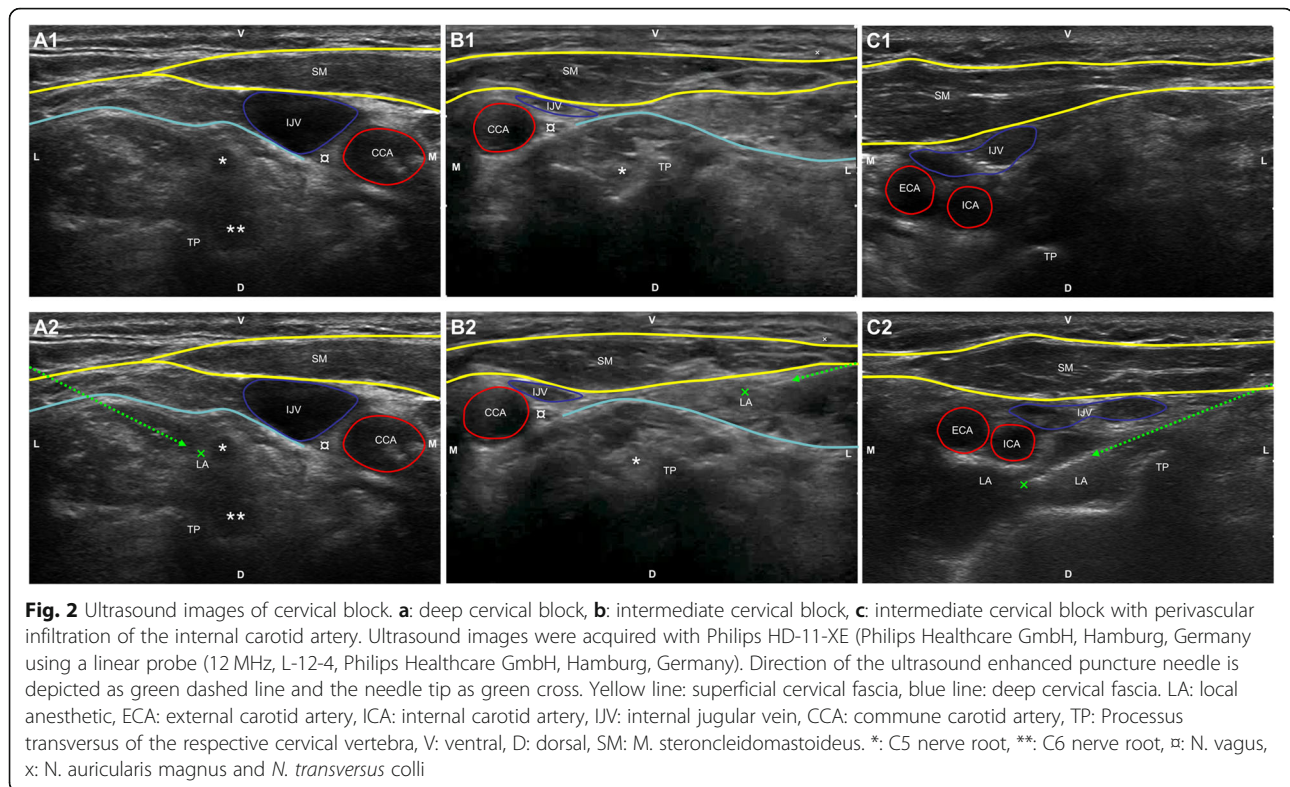 A1
V
SM
IJV
*
¤
CCA
L
M
**
TP
D
B1
V
x
SM
IJV
CCA
¤
TP
M
*
L
D
C1
V
SM
IJV
M
L
ECA
ICA
TP
D
A2
V
SM
IJV
¤
CCA
L
*
M
LA
**
TP
D
B2
V
x
SM
IJV
LA
CCA
¤
M
*
TP
L
D
C2
V
SM
IJV
ECA
ICA
M
TP
L
LA
LA
D
Fig. 2 Ultrasound images of cervical block. a: deep cervical block, b: intermediate cervical block, c: intermediate cervical block with perivascular
infiltration of the internal carotid artery. Ultrasound images were acquired with Philips HD-11-XE (Philips Healthcare GmbH, Hamburg, Germany
using a linear probe (12 MHz, L-12-4, Philips Healthcare GmbH, Hamburg, Germany). Direction of the ultrasound enhanced puncture needle is
depicted as green dashed line and the needle tip as green cross. Yellow line: superficial cervical fascia, blue line: deep cervical fascia. LA: local
anesthetic, ECA: external carotid artery, ICA: internal carotid artery, IJV: internal jugular vein, CCA: commune carotid artery, TP: Processus
transversus of the respective cervical vertebra, V: ventral, D: dorsal, SM: M. steroncleidomastoideus. *: C5 nerve root, **: C6 nerve root, ¤: N. vagus,
x: N. auricularis magnus and N. transversus colli